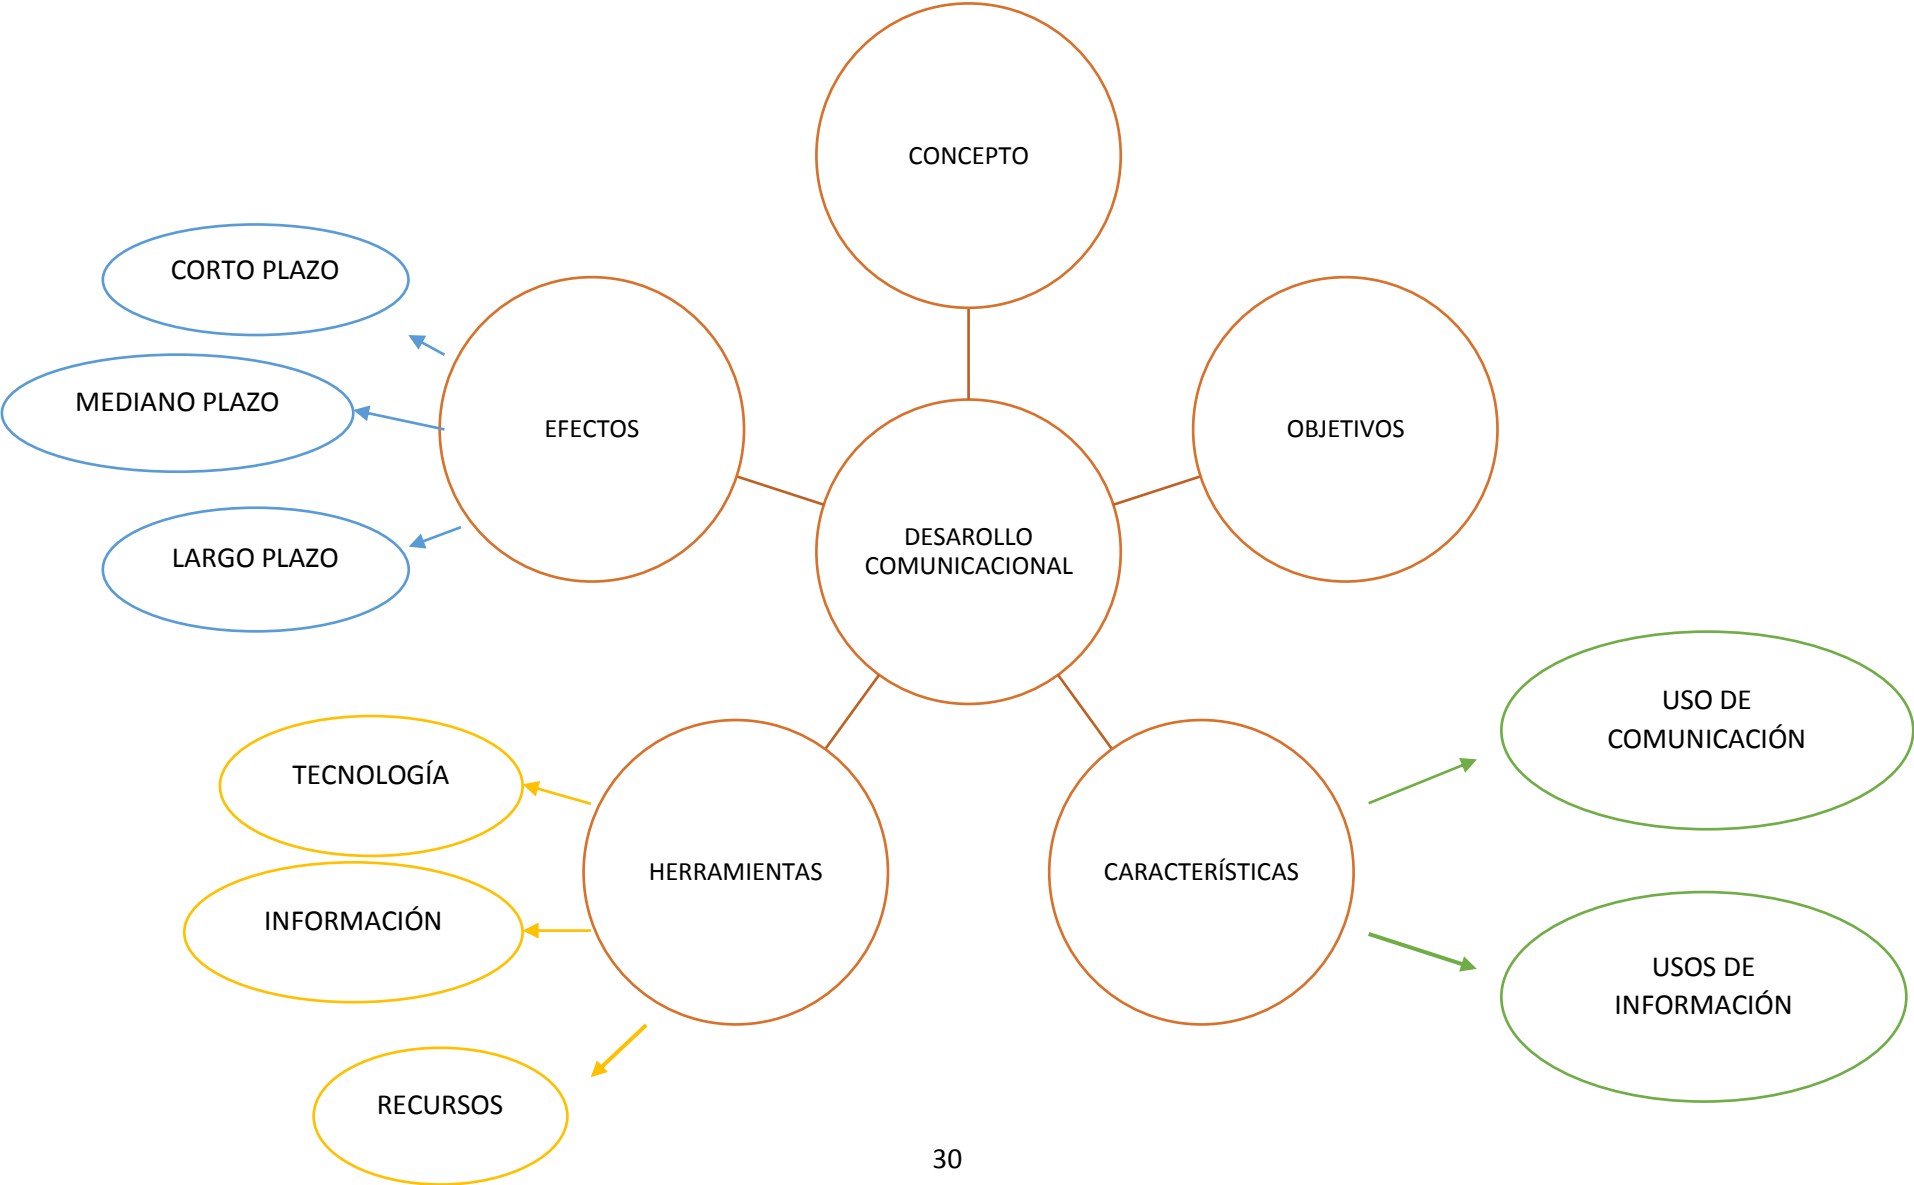 CONCEPTO
CORTO PLAZO
MEDIANO PLAZO
LARGO PLAZO
EFECTOS
OBJETIVOS
DESAROLLO
COMUNICACIONAL
TECNOLOGÍA
INFORMACIÓN
RECURSOS
HERRAMIENTAS
CARACTERÍSTICAS
USO DE
COMUNICACIÓN
USOS DE
INFORMACIÓN
30